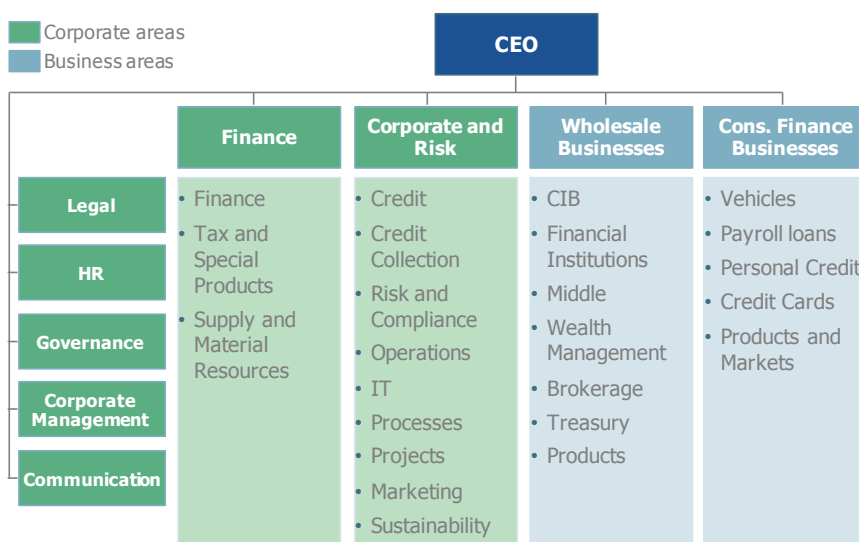 Corporate areas
Business areas
CEO
Finance
Corporate and
Risk
Wholesale
Businesses
Cons. Finance
Businesses
Legal
HR
Governance
Corporate
Management
Communication
• Finance
• Tax and
Special
Products
• Supply and
Material
Resources
• Credit
• Credit
Collection
• Risk and
Compliance
• Operations
• IT
• Processes
• Projects
• Marketing
• Sustainability
• CIB
• Financial
Institutions
• Middle
• Wealth
Management
• Brokerage
• Treasury
• Products
• Vehicles
• Payroll loans
• Personal Credit
• Credit Cards
• Products and
Markets